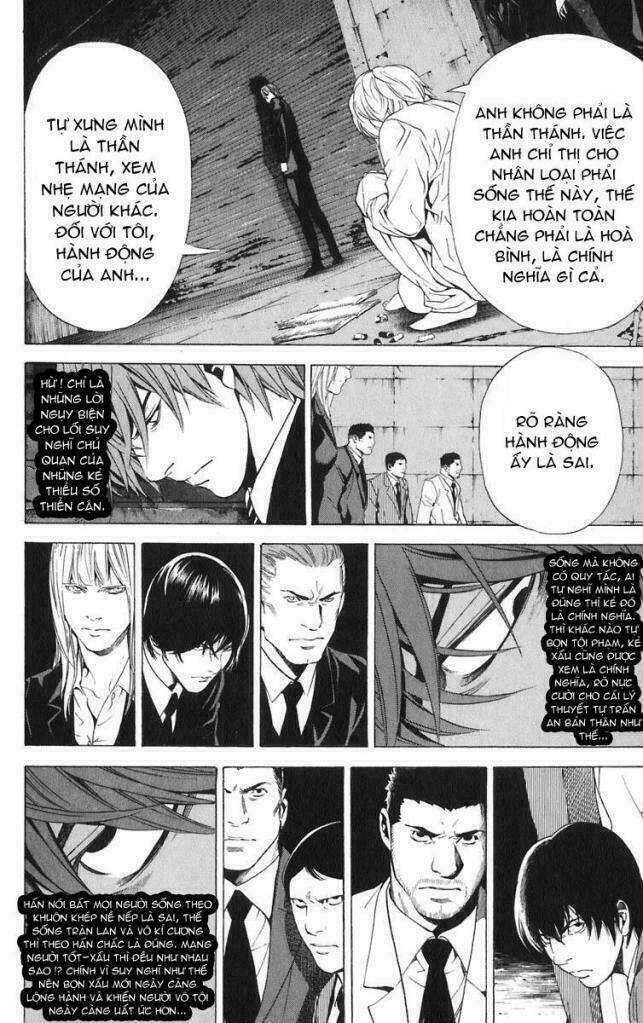 ANH KHÔNG PHẢI LÀ
THẦN THÁNH. VIỆC
ANH CHỈ THỊ CHO
NHÂN LOẠI PHẢI
SỐNG THẾ NÀY, THẾ
KIA HOÀN TOÀN
CHẲNG PHẢI LÀ HOÀ
BÌNH, LÀ CHÍNH
NGHĨA GÌ CẢ.
TỰ XƯNG MÌNH
LÀ THẦN
THÁNH, XEM
NHẸ MẠNG CỦA
NGƯỜI KHÁC.
ĐỐI VỚI TÔI,
HÀNH ĐỘNG
CỦA ANH...
RÕ RÀNG
HÀNH ĐỘNG
ẤY LÀ SAI.
HỪ! CHỈ LÀ
NHỮNG LỜI
NGỤY BIỆN
CHO LỐI SUY
NGHĨ CHỦ
QUAN CỦA
NHỮNG KẺ
THIỂU SỐ
THIỂN CẬN.
SỐNG MÀ KHÔNG
CÓ QUY TẮC, AI
TỰ NGHĨ MÌNH LÀ
ĐÚNG THÌ KẺ ĐÓ
LÀ CHÍNH NGHĨA.
THÌ KHÁC NÀO TỰ
BỌN TỘI PHẠM, KẺ
XẤU CŨNG ĐƯỢC
XEM LÀ CHÍNH
NGHĨA, RÕ NỰC
CƯỜI CHO CÁI LÝ
THUYẾT TỰ TRẤN
AN BẢN THÂN NHƯ
THẾ...
HẮN NÓI BẮT MỌI NGƯỜI SỐNG THEO
KHUÔN KHÉP NỀ NẾP LÀ SAI, THẾ
SỐNG TRÀN LAN VÀ VÔ KỈ CƯƠNG
THÌ THEO HẮN CHẮC LÀ ĐÚNG. MẠNG
NGƯỜI TỐT-XẤU THÌ ĐỀU NHƯ NHAU
SAO!? CHÍNH VÌ SUY NGHĨ NHƯ THẾ
NÊN BỌN XẤU MỚI NGÀY CÀNG
LỘNG HÀNH VÀ KHIẾN NGƯỜI VÔ TỘI
NGÀY CÀNG UẤT ỨC HƠN...